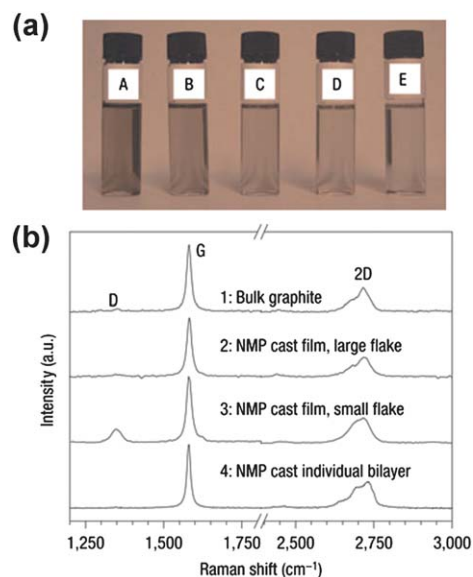 (a)
A B C D E
(b)
G
D
2D
1: Bulk graphite
2: NMP cast film, large flake
3: NMP cast film, small flake
4: NMP cast individual bilayer
Intensity (a.u.)
1,250 1,500 1,750 2,500 2,750 3,000
Raman shift (cm⁻¹)